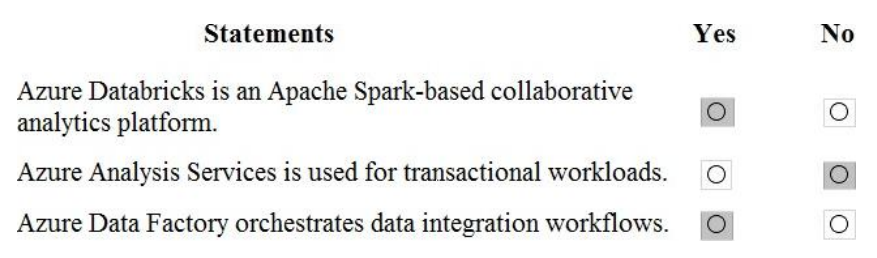 Statements Yes No
Azure Databricks is an Apache Spark-based collaborative
analytics platform.
Azure Analysis Services is used for transactional workloads.
Azure Data Factory orchestrates data integration workflows.